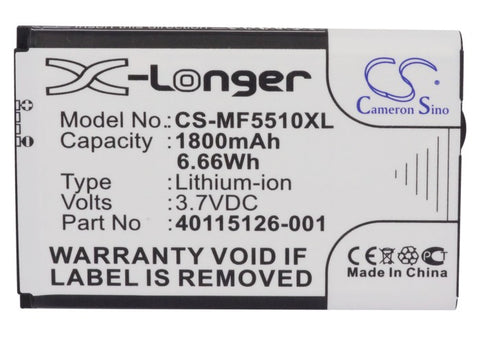 X-Longer
CS
Cameron Sino
Model No.: CS-MF5510XL
Capacity: 1800mAh
6.66Wh
Type: Lithium-ion
Volts: 3.7VDC
Part No: 40115126-001
WARRANTY VOID IF
LABEL IS REMOVED!
CE
Made In China